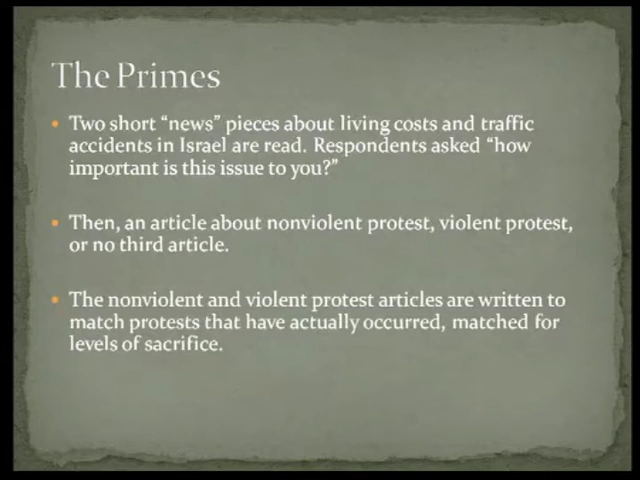 The Primes
• Two short “news” pieces about living costs and traffic
accidents in Israel are read. Respondents asked “how
important is this issue to you?”
• Then, an article about nonviolent protest, violent protest,
or no third article.
• The nonviolent and violent protest articles are written to
match protests that have actually occurred, matched for
levels of sacrifice.